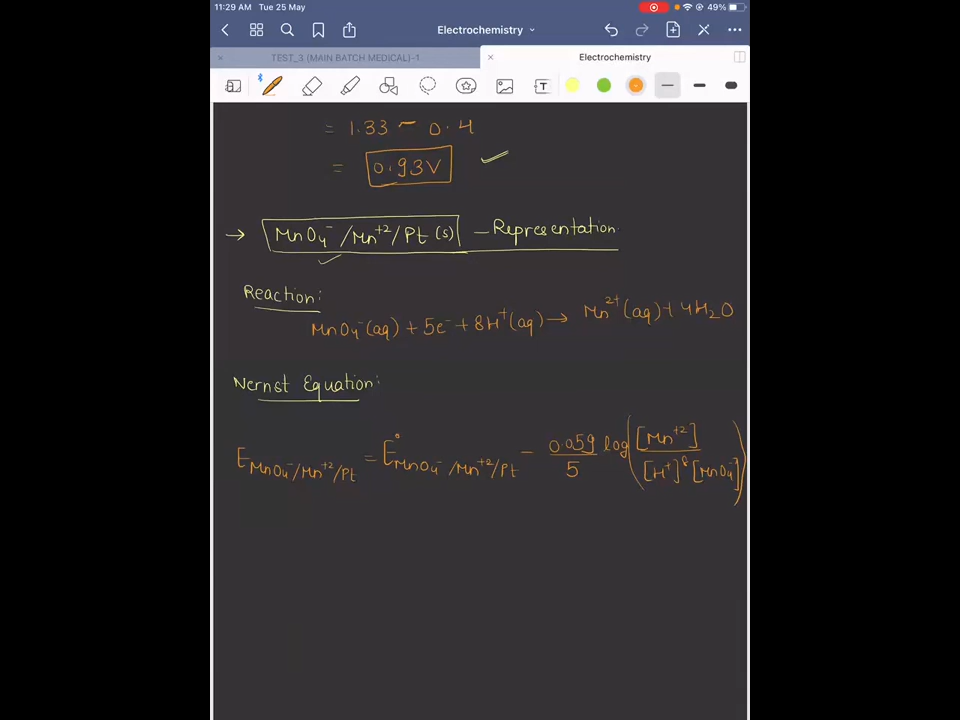 11:29 AM Tue 25 May 49%
Electrochemistry
TEST_3 (MAIN BATCH MEDICAL)-1
Electrochemistry
= 1.33 - 0.4
= 0.93V
→ MnO₄⁻/Mn⁺²/Pt(s) - Representation
Reaction:
MnO₄⁻(aq) + 5e⁻ + 8H⁺(aq) → Mn²⁺(aq) + 4H₂O
Nernst Equation:
E MnO₄⁻/Mn⁺²/Pt = E° MnO₄⁻/Mn⁺²/Pt - 0.059/5 log([Mn⁺²]/[H⁺]⁸[MnO₄⁻])